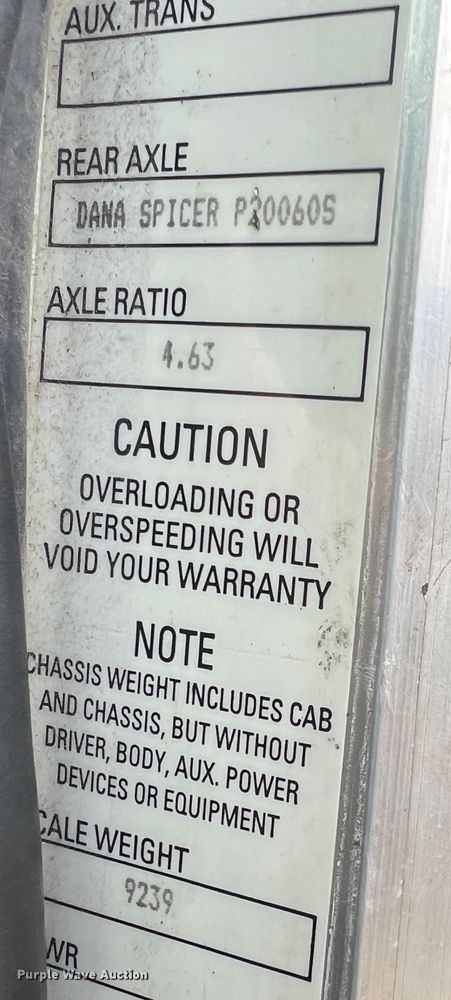 AUX. TRANS
REAR AXLE
DANA SPICER P20060S
AXLE RATIO
4.63
CAUTION
OVERLOADING OR
OVERSPEEDING WILL
VOID YOUR WARRANTY
NOTE
CHASSIS WEIGHT INCLUDES CAB
AND CHASSIS, BUT WITHOUT
DRIVER, BODY, AUX. POWER
DEVICES OR EQUIPMENT
CALE WEIGHT
9239
WR
Purple Wave Auction